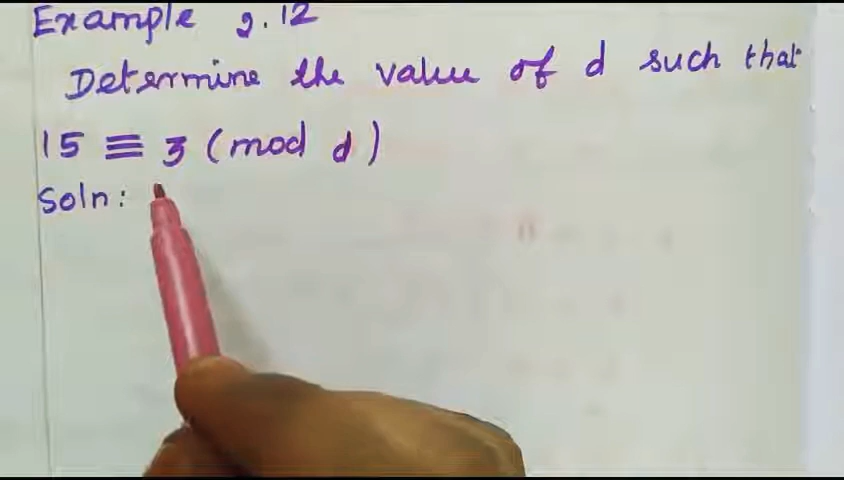 Example 2.12
Determine the value of d such that
15 ≡ 3 (mod d)
Soln: